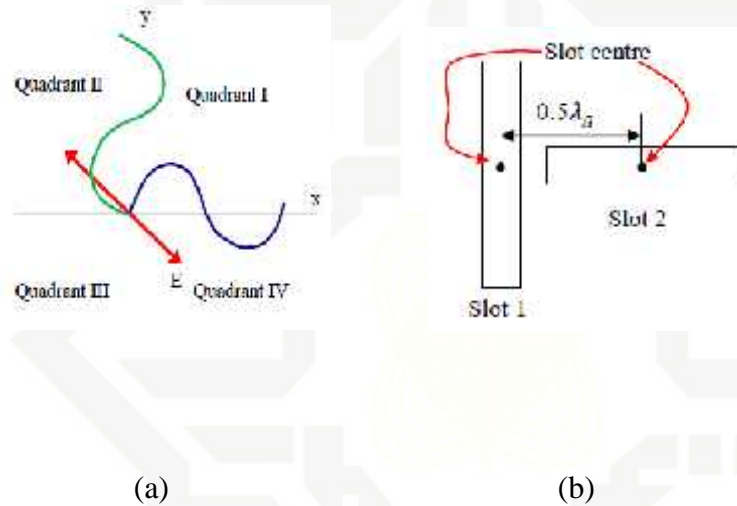 y
Quadrant II
Quadrant I
x
Quadrant III
E
Quadrant IV
Slot centre
0.5λg
Slot 2
Slot 1
(a)
(b)